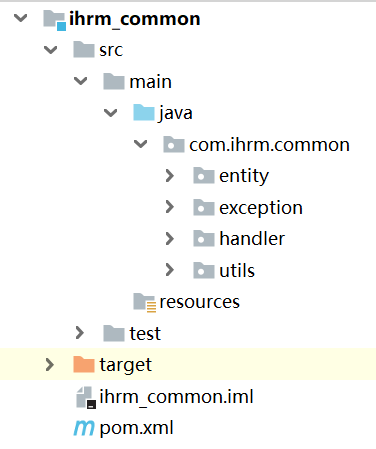 ihrm_common
src
main
java
com.ihrm.common
entity
exception
handler
utils
resources
test
target
ihrm_common.iml
pom.xml